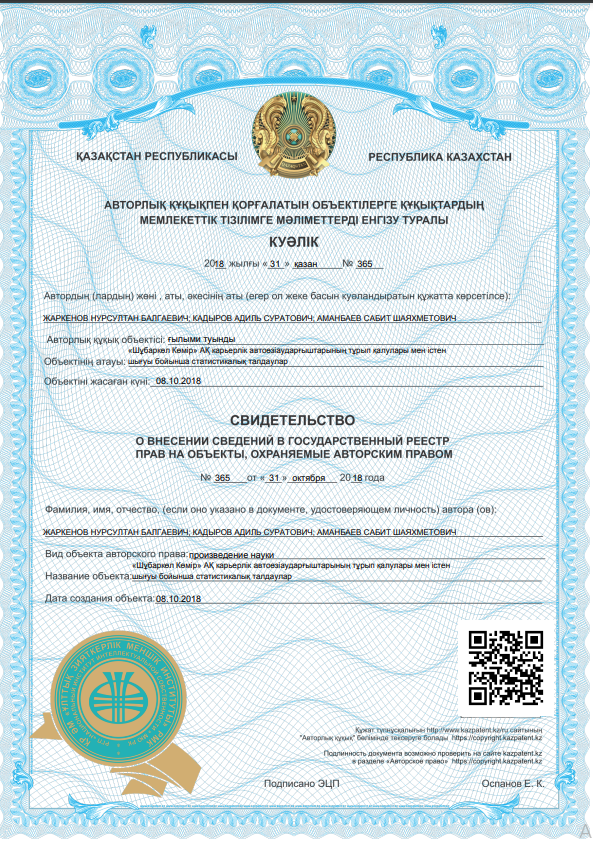 ҚАЗАҚСТАН РЕСПУБЛИКАСЫ
РЕСПУБЛИКА КАЗАХСТАН
АВТОРЛЫҚ ҚҰҚЫҚПЕН ҚОРҒАЛАТЫН ОБЪЕКТІЛЕРГЕ ҚҰҚЫҚТАРДЫҢ
МЕМЛЕКЕТТІК ТІЗІЛІМГЕ МӘЛІМЕТТЕРДІ ЕНГІЗУ ТУРАЛЫ
КУӘЛІК
2018 жылғы « 31 » қазан № 365
Автордың (лардың) жөні , аты, әкесінің аты (егер ол жеке басын куәландыратын құжатта көрсетілсе):
ЖАРКЕНОВ НУРСУЛТАН БАЛГАЕВИЧ; КАДЫРОВ АДИЛЬ СУРАТОВИЧ; АМАНБАЕВ САБИТ ШАЯХМЕТОВИЧ
Авторлық құқық объектісі: ғылыми туынды
«Шұбаркөл Көмір» АҚ карьерлік автоөзіаударғыштарының тұрып қалулары мен істен
Объектінің атауы: шығуы бойынша статистикалық талдаулар
Объектіні жасаған күні: 08.10.2018
СВИДЕТЕЛЬСТВО
О ВНЕСЕНИИ СВЕДЕНИЙ В ГОСУДАРСТВЕННЫЙ РЕЕСТР
ПРАВ НА ОБЪЕКТЫ, ОХРАНЯЕМЫЕ АВТОРСКИМ ПРАВОМ
№ 365 от « 31 » октября 2018 года
Фамилия, имя, отчество, (если оно указано в документе, удостоверяющем личность) автора (ов):
ЖАРКЕНОВ НУРСУЛТАН БАЛГАЕВИЧ; КАДЫРОВ АДИЛЬ СУРАТОВИЧ; АМАНБАЕВ САБИТ ШАЯХМЕТОВИЧ
Вид объекта авторского права: произведение науки
«Шұбаркөл Көмір» АҚ карьерлік автоөзіаударғыштарының тұрып қалулары мен істен
Название объекта: шығуы бойынша статистикалық талдаулар
Дата создания объекта: 08.10.2018
Құжат түпнұсқалығын http://www.kazpatent.kz/ru сайтының
"Авторлық құқық" бөлімінде тексеруге болады https://copyright.kazpatent.kz
Подлинность документа возможно проверить на сайте kazpatent.kz
в разделе «Авторское право» https://copyright.kazpatent.kz
Подписано ЭЦП
Оспанов Е. К.